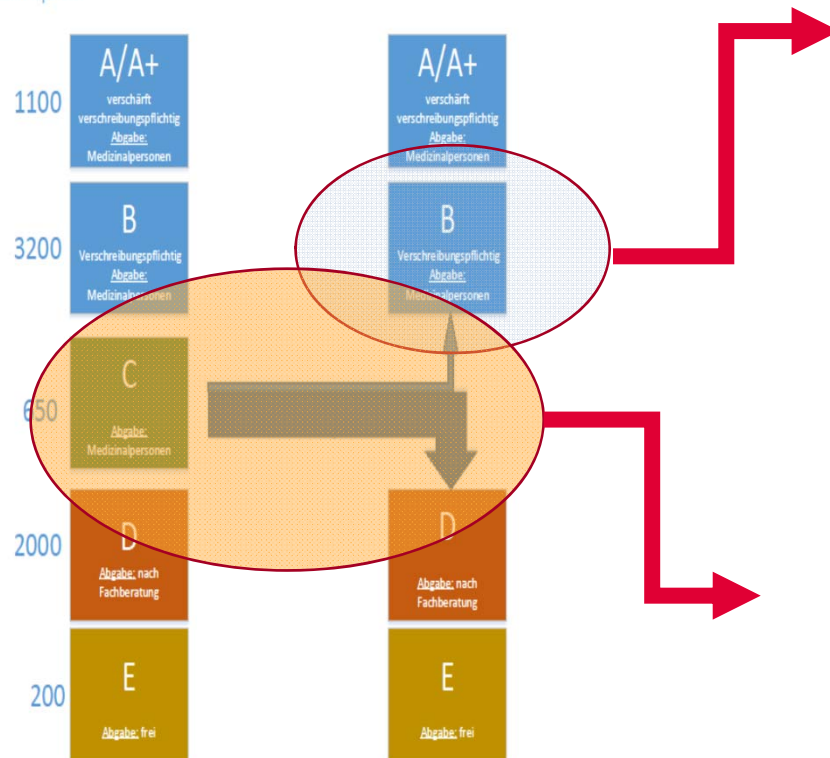 1100
A/A+
verschärft
verschreibungspflichtig
Abgabe:
Medizinalpersonen
A/A+
verschärft
verschreibungspflichtig
Abgabe:
Medizinalpersonen
3200
B
Verschreibungspflichtig
Abgabe:
Medizinalpersonen
B
Verschreibungspflichtig
Abgabe:
Medizinalpersonen
650
C
Abgabe:
Medizinalpersonen
2000
D
Abgabe: nach
Fachberatung
D
Abgabe: nach
Fachberatung
200
E
Abgabe: frei
E
Abgabe: frei